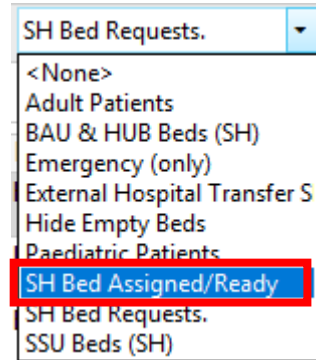 SH Bed Requests.
<None>
Adult Patients
BAU & HUB Beds (SH)
Emergency (only)
External Hospital Transfer S
Hide Empty Beds
Paediatric Patients
SH Bed Assigned/Ready
SH Bed Requests.
SSU Beds (SH)